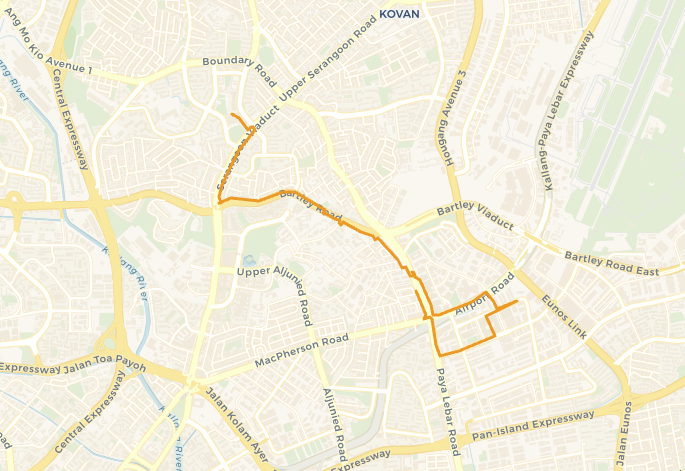 KOVAN
Ang Mo Kio Avenue 1
Boundary Road
Upper Serangoon Road
Serangoon Viaduct
Central Expressway
Hougang Avenue 3
Kallang-Paya Lebar Expressway
Bartley Road
Bartley Viaduct
Bartley Road East
Kallang River
Upper Aljunied Road
Airport Road
Eunos Link
MacPherson Road
Expressway
Jalan Toa Payoh
Central Expressway
Jalan Kolam Ayer
Aljunied Road
Paya Lebar Road
Pan-Island Expressway
Expressway
Jalan Eunos
River